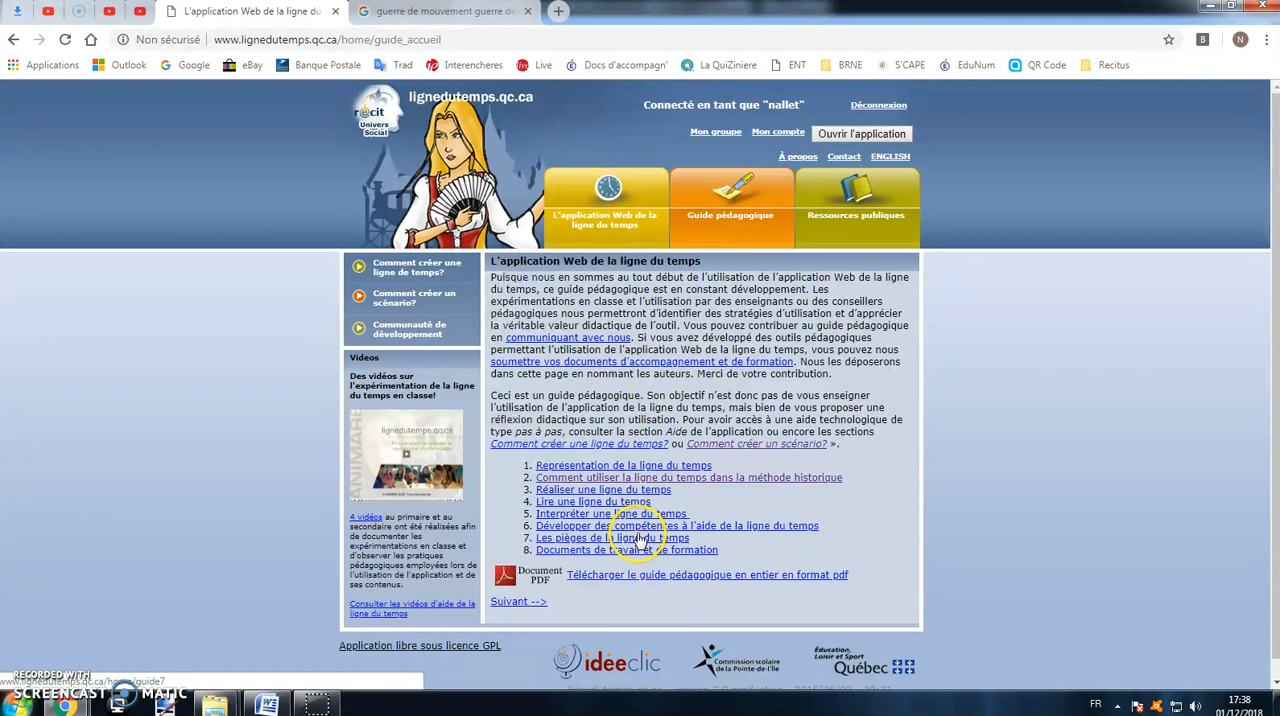 L'application Web de la ligne du
guerre de mouvement guerre de
Non sécurisé
www.lignedutemps.qc.ca/home/guide_accueil
B
N
Applications
Outlook
Google
eBay
Banque Postale
Trad
Interencheres
Live
Docs d'accompagn'
La QuiZiniere
ENT
BRNE
S'CAPE
EduNum
QR Code
Recitus
récit
Univers
Social
lignedutemps.qc.ca
Connecté en tant que "nallet"
Déconnexion
Mon groupe
Mon compte
Ouvrir l'application
À propos
Contact
ENGLISH
L'application Web de la
ligne du temps
Guide pédagogique
Ressources publiques
Comment créer une
ligne de temps?
Comment créer un
scénario?
Communauté de
développement
Videos
Des vidéos sur
l'expérimentation de la ligne
du temps en classe!
lignedutemps.qc.ca
4 vidéos au primaire et au
secondaire ont été réalisées afin
de documenter les
expérimentations en classe et
d'observer les pratiques
pédagogiques employées lors de
l'utilisation de l'application et de
ses contenus.
Consulter les vidéos d'aide de la
ligne du temps
L'application Web de la ligne du temps
Puisque nous en sommes au tout début de l'utilisation de l'application Web de la ligne
du temps, ce guide pédagogique est en constant développement. Les
expérimentations en classe et l'utilisation par des enseignants ou des conseillers
pédagogiques nous permettront d'identifier des stratégies d'utilisation et d'apprécier
la véritable valeur didactique de l'outil. Vous pouvez contribuer au guide pédagogique
en communiquant avec nous. Si vous avez développé des outils pédagogiques
permettant l'utilisation de l'application Web de la ligne du temps, vous pouvez nous
soumettre vos documents d'accompagnement et de formation. Nous les déposerons
dans cette page en nommant les auteurs. Merci de votre contribution.
Ceci est un guide pédagogique. Son objectif n'est donc pas de vous enseigner
l'utilisation de l'application de la ligne du temps, mais bien de vous proposer une
réflexion didactique sur son utilisation. Pour avoir accès à une aide technologique de
type pas à pas, consulter la section Aide de l'application ou encore les sections
Comment créer une ligne du temps? ou Comment créer un scénario? ».
1. Représentation de la ligne du temps
2. Comment utiliser la ligne du temps dans la méthode historique
3. Réaliser une ligne du temps
4. Lire une ligne du temps
5. Interpréter une ligne du temps
6. Développer des compétences à l'aide de la ligne du temps
7. Les pièges de la ligne du temps
8. Documents de travail et de formation
Document
PDF
Télécharger le guide pédagogique en entier en format pdf
Suivant -->
Application libre sous licence GPL
idéeclic
Commission scolaire
de la Pointe-de-l'Île
Éducation,
Loisir et Sport
Québec
www.lignedutemps.qc.ca/home/guide7
RECORDED WITH
SCREENCAST MATIC
FR
17:38
01/12/2018